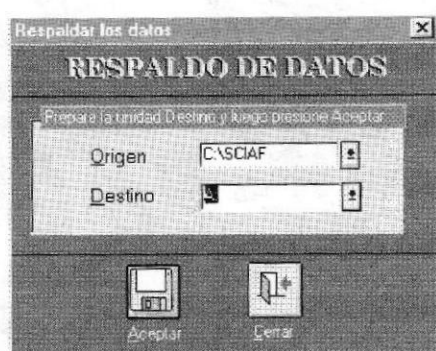 Respaldar los datos
RESPALDO DE DATOS
Prepare la unidad Destino y luego presione Aceptar
Origen C:\SCIAF
Destino
Aceptar Cerrar